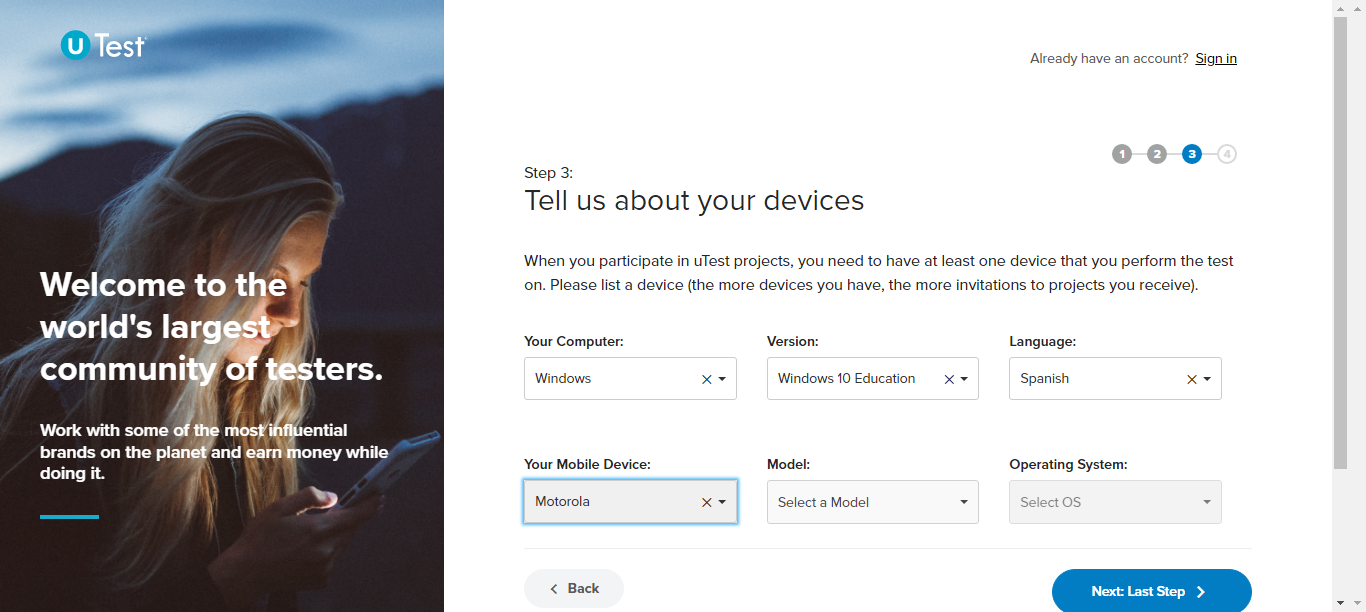 U Test
Already have an account? Sign in
1 2 3 4
Step 3:
Tell us about your devices
When you participate in uTest projects, you need to have at least one device that you perform the test
on. Please list a device (the more devices you have, the more invitations to projects you receive).
Your Computer: Version: Language:
Windows Windows 10 Education Spanish
Your Mobile Device: Model: Operating System:
Motorola Select a Model Select OS
Back Next: Last Step
Welcome to the
world's largest
community of testers.
Work with some of the most influential
brands on the planet and earn money while
doing it.